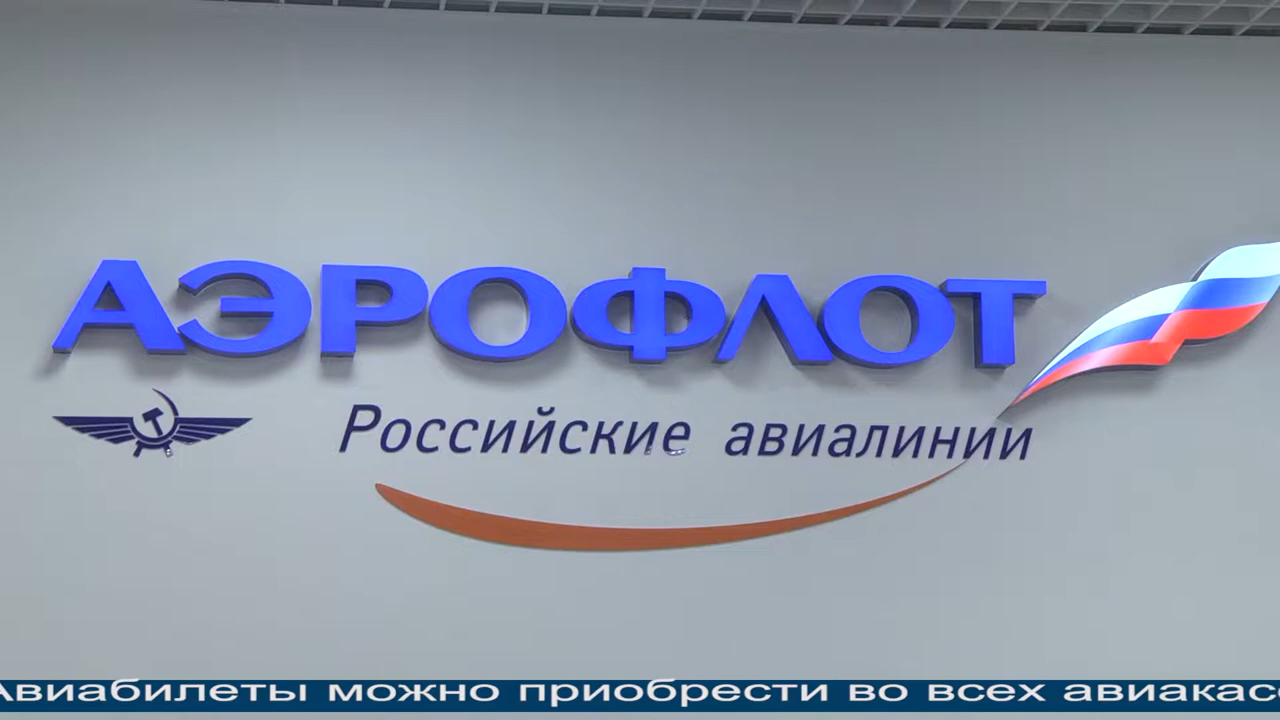 АЭРОФЛОТ
Российские авиалинии
Авиабилеты можно приобрести во всех